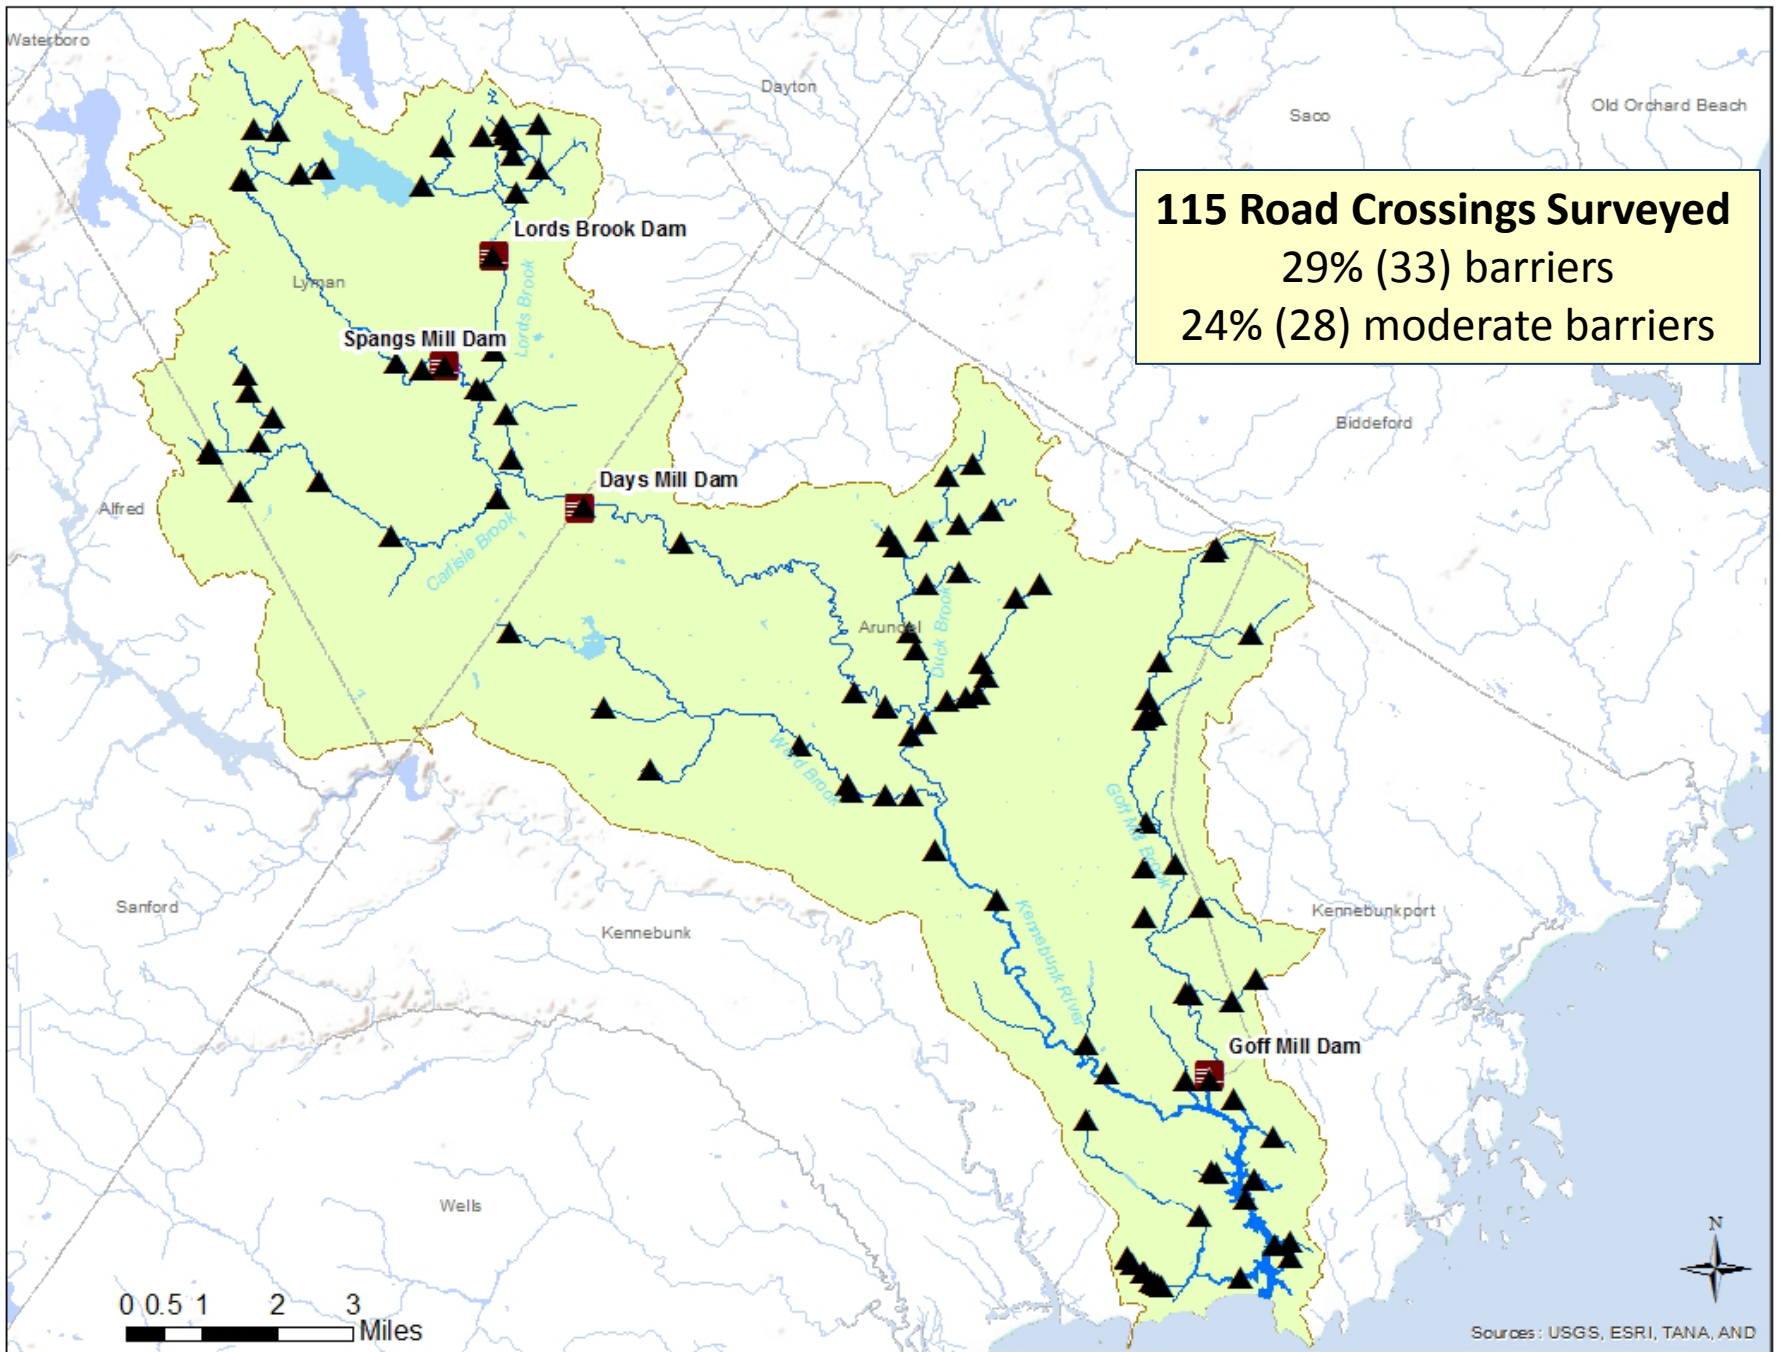 Waterboro
Dayton
Saco
Old Orchard Beach
115 Road Crossings Surveyed
29% (33) barriers
24% (28) moderate barriers
Lords Brook Dam
Lyman
Lords Brook
Spangs Mill Dam
Biddeford
Days Mill Dam
Alfred
Carlisle Brook
Arundel
Duck Brook
Ward Brook
Goff Mill Brook
Sanford
Kennebunk
Kennebunk River
Kennebunkport
Goff Mill Dam
Wells
N
0 0.5 1 2 3
Miles
Sources: USGS, ESRI, TANA, AND